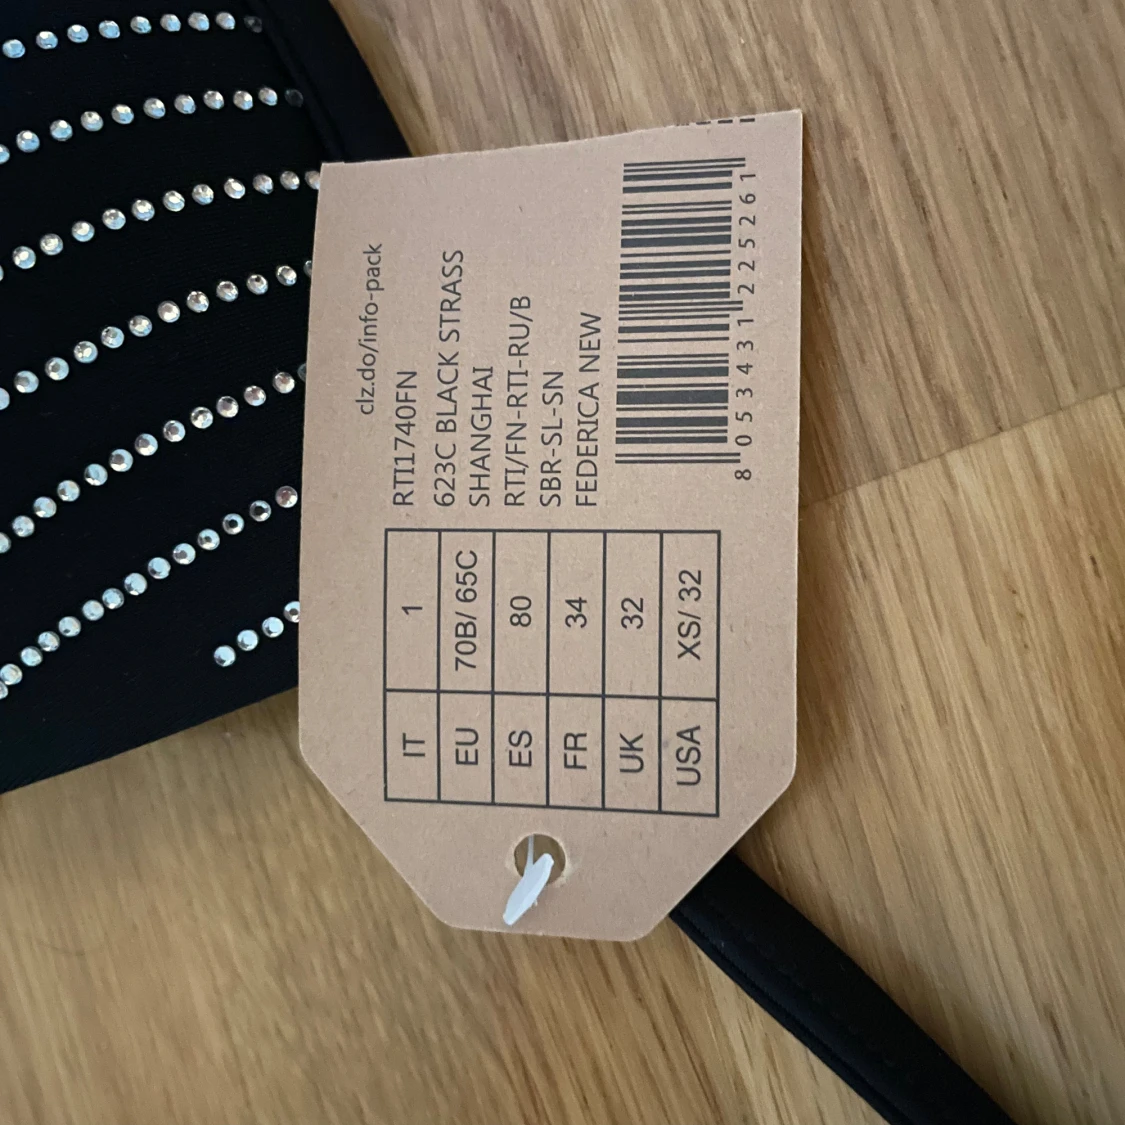 clz.do/info-pack
RTI1740FN
623C BLACK STRASS
SHANGHAI
RTI/FN-RTI-RU/B
SBR-SL-SN
FEDERICA NEW
8 053431 225261
IT 1
EU 70B/ 65C
ES 80
FR 34
UK 32
USA XS/ 32